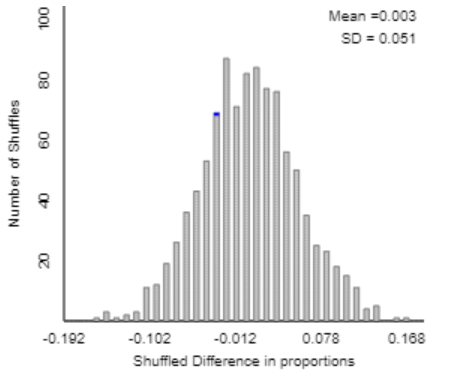 Mean =0.003
SD = 0.051
Number of Shuffles
100
80
60
40
20
-0.192 -0.102 -0.012 0.078 0.168
Shuffled Difference in proportions